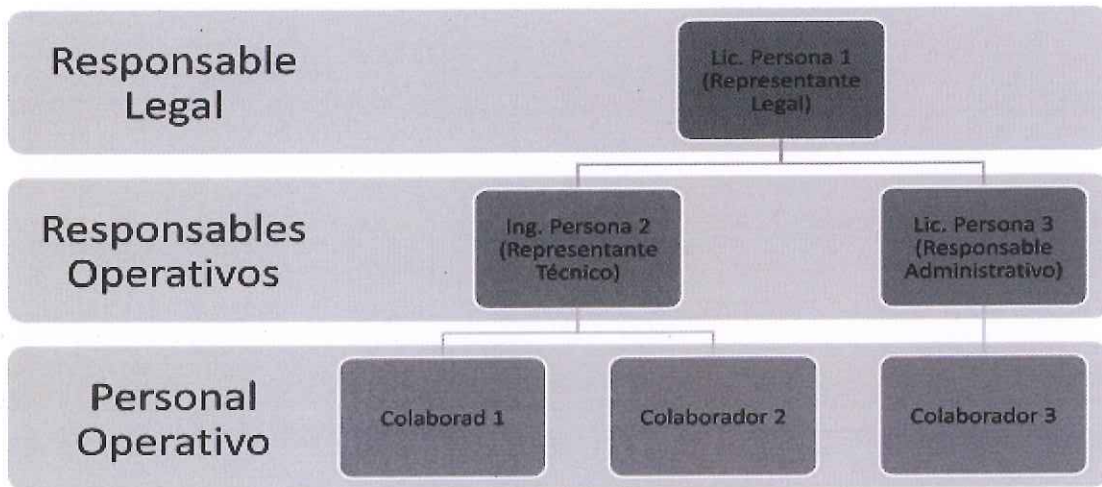 Responsable
Legal
Lic. Persona 1
(Representante
Legal)
Responsables
Operativos
Ing. Persona 2
(Representante
Técnico)
Lic. Persona 3
(Responsable
Administrativo)
Personal
Operativo
Colaborad 1
Colaborador 2
Colaborador 3